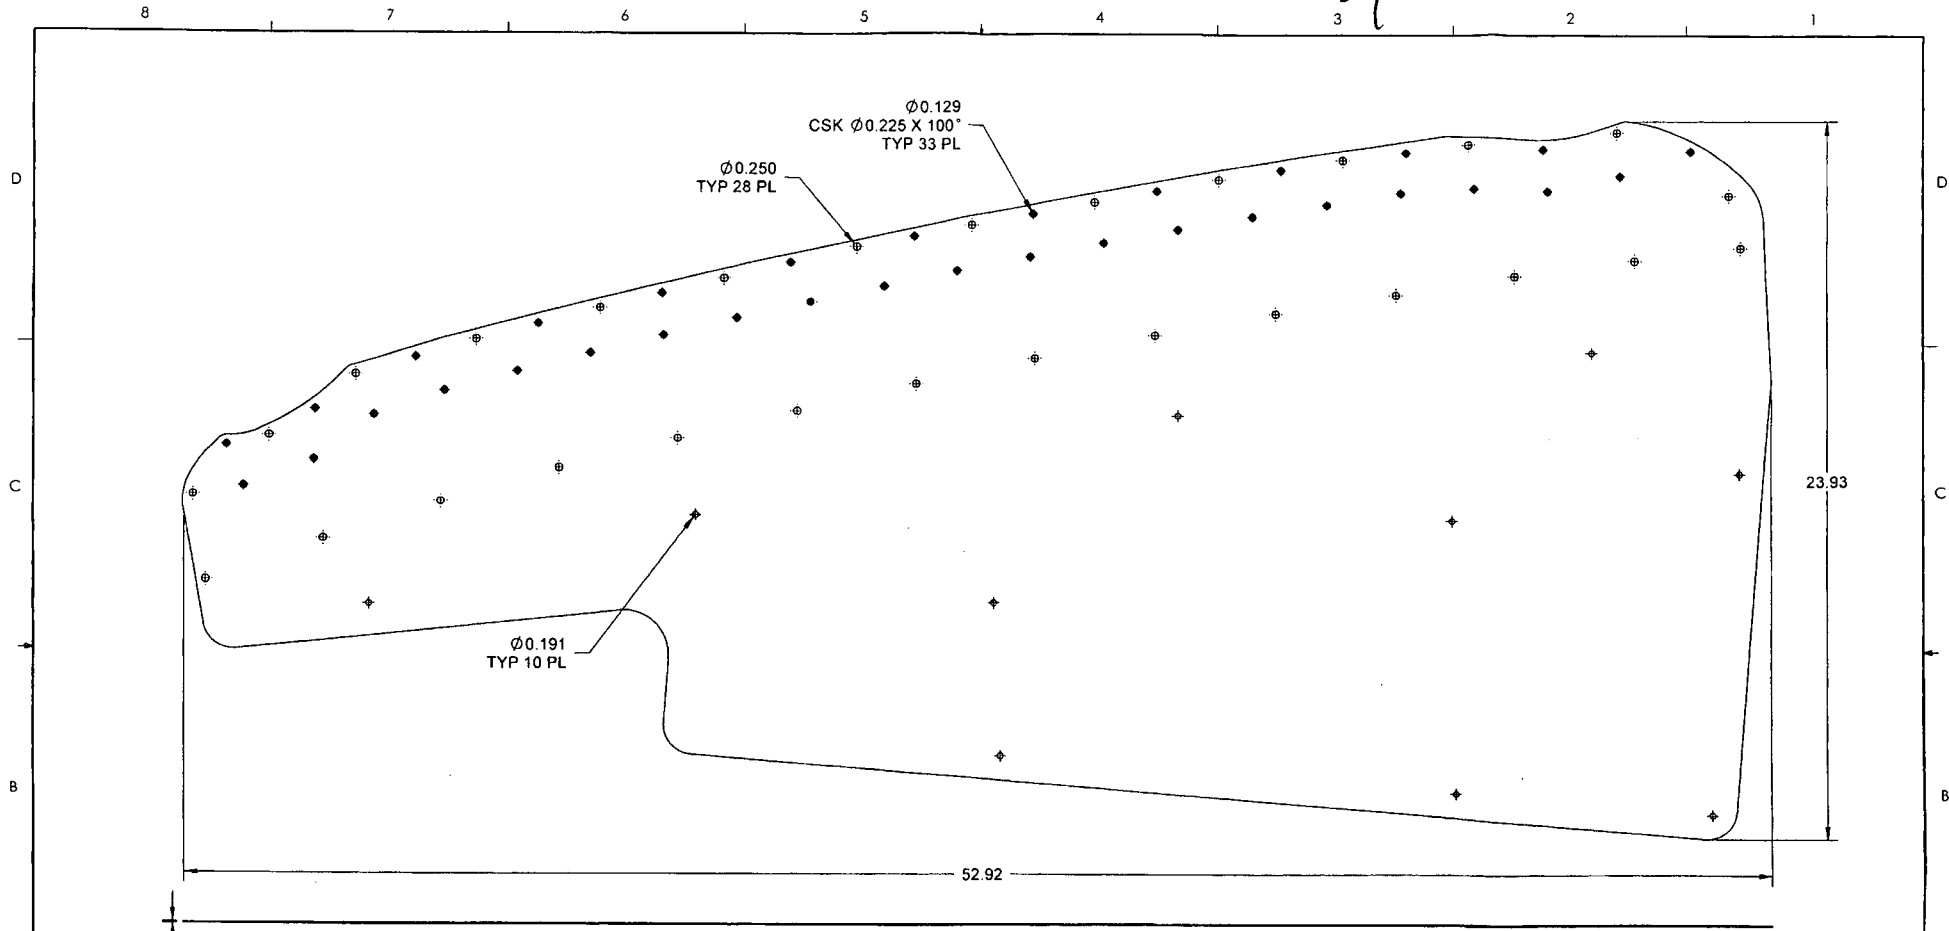 8 7 6 5 4 3 2 1
Ø0.129
CSK Ø0.225 X 100°
TYP 33 PL
Ø0.250
TYP 28 PL
D D
C 23.93 C
Ø0.191
TYP 10 PL
B B
52.92